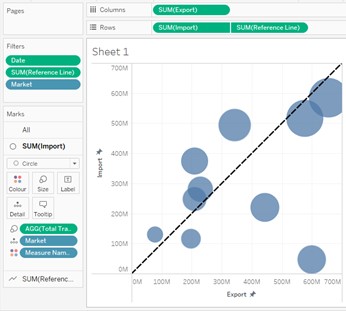 Pages
Columns
SUM(Export)
Rows
SUM(Import)
SUM(Reference Line)
Filters
Date
SUM(Reference Line)
Market
Marks
All
SUM(Import)
Circle
Colour
Size
Label
Detail
Tooltip
AGG(Total Tra..
Market
Measure Nam..
SUM(Referenc...
Sheet 1
700M
600M
500M
400M
300M
200M
100M
0M
Import
0M
100M
200M
300M
400M
500M
600M
700M
Export